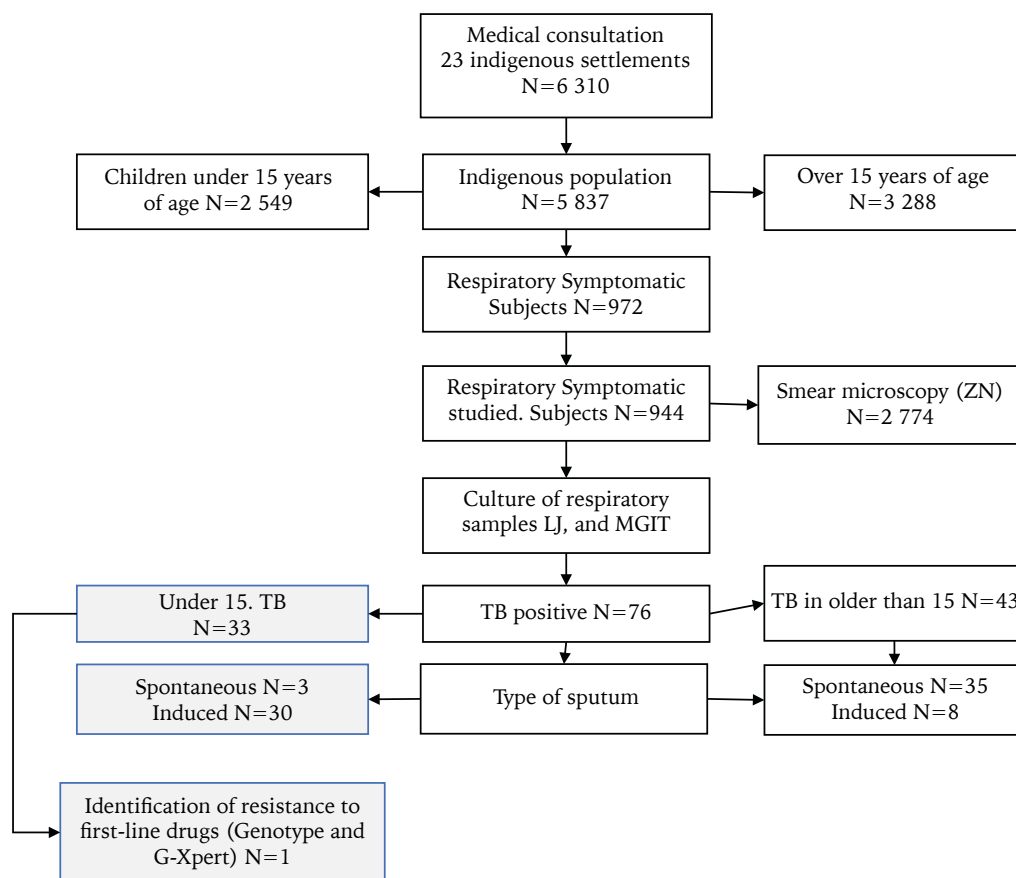 Medical consultation
23 indigenous settlements
N=6 310
Children under 15 years
of age N=2 549
Indigenous population
N=5 837
Over 15 years of age
N=3 288
Respiratory Symptomatic
Subjects N=972
Respiratory Symptomatic
studied. Subjects N=944
Smear microscopy (ZN)
N=2 774
Culture of respiratory
samples LJ, and MGIT
Under 15. TB
N=33
TB positive N=76
TB in older than 15 N=43
Spontaneous N=3
Induced N=30
Type of sputum
Spontaneous N=35
Induced N=8
Identification of resistance to
first-line drugs (Genotype and
G-Xpert) N=1